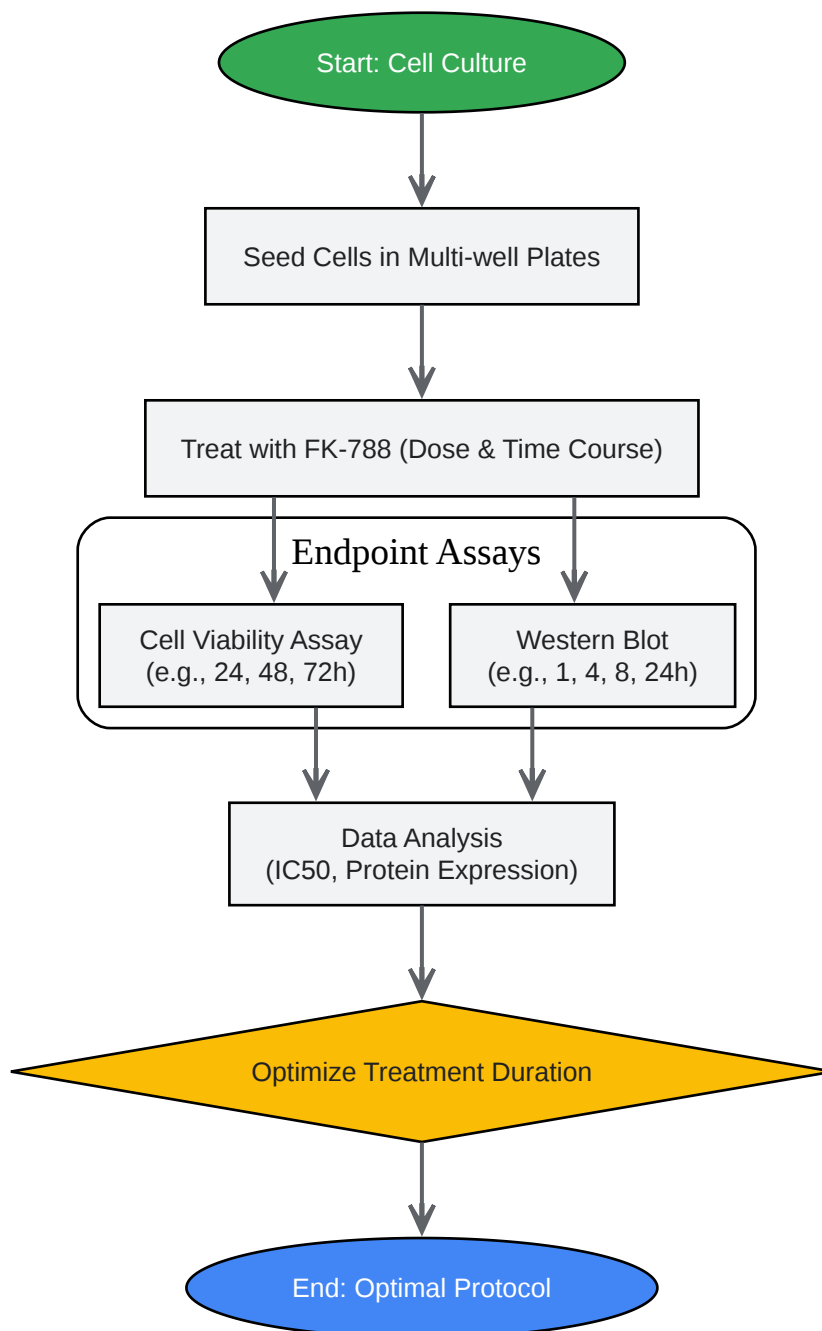 Start: Cell Culture
Seed Cells in Multi-well Plates
Treat with FK-788 (Dose & Time Course)
Endpoint Assays
Cell Viability Assay
(e.g., 24, 48, 72h)
Western Blot
(e.g., 1, 4, 8, 24h)
Data Analysis
(IC50, Protein Expression)
Optimize Treatment Duration
End: Optimal Protocol